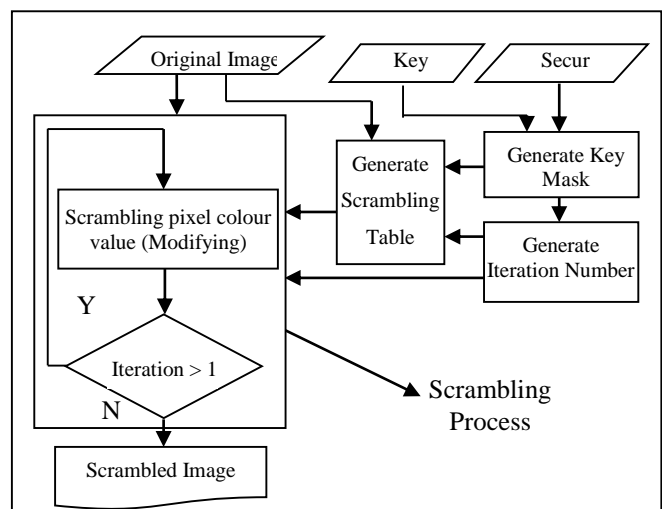 Original Image
Key
Secur
Generate
Scrambling
Table
Generate Key
Mask
Scrambling pixel colour
value (Modifying)
Generate
Iteration Number
Y
Iteration > 1
N
Scrambling
Process
Scrambled Image